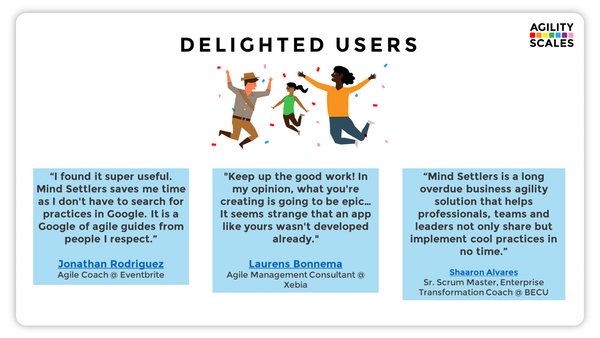 AGILITY
SCALES
DELIGHTED USERS
“I found it super useful.
Mind Settlers saves me time
as I don't have to search for
practices in Google. It is a
Google of agile guides from
people I respect.”
Jonathan Rodriguez
Agile Coach @ Eventbrite
"Keep up the good work! In
my opinion, what you're
creating is going to be epic…
It seems strange that an app
like yours wasn't developed
already."
Laurens Bonnema
Agile Management Consultant @
Xebia
“Mind Settlers is a long
overdue business agility
solution that helps
professionals, teams and
leaders not only share but
implement cool practices in
no time.”
Shaaron Alvares
Sr. Scrum Master, Enterprise
Transformation Coach @ BECU